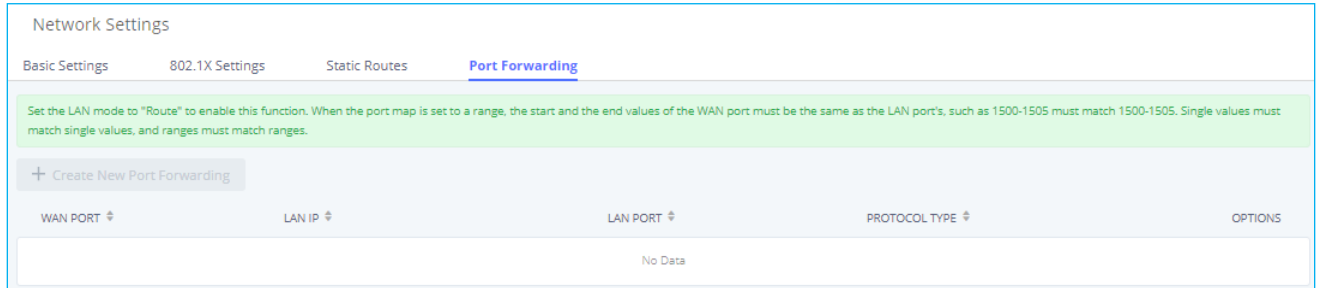 Network Settings
Basic Settings 802.1X Settings Static Routes Port Forwarding
Set the LAN mode to "Route" to enable this function. When the port map is set to a range, the start and the end values of the WAN port must be the same as the LAN port's, such as 1500-1505 must match 1500-1505. Single values must
match single values, and ranges must match ranges.
+ Create New Port Forwarding
WAN PORT LAN IP LAN PORT PROTOCOL TYPE OPTIONS
No Data